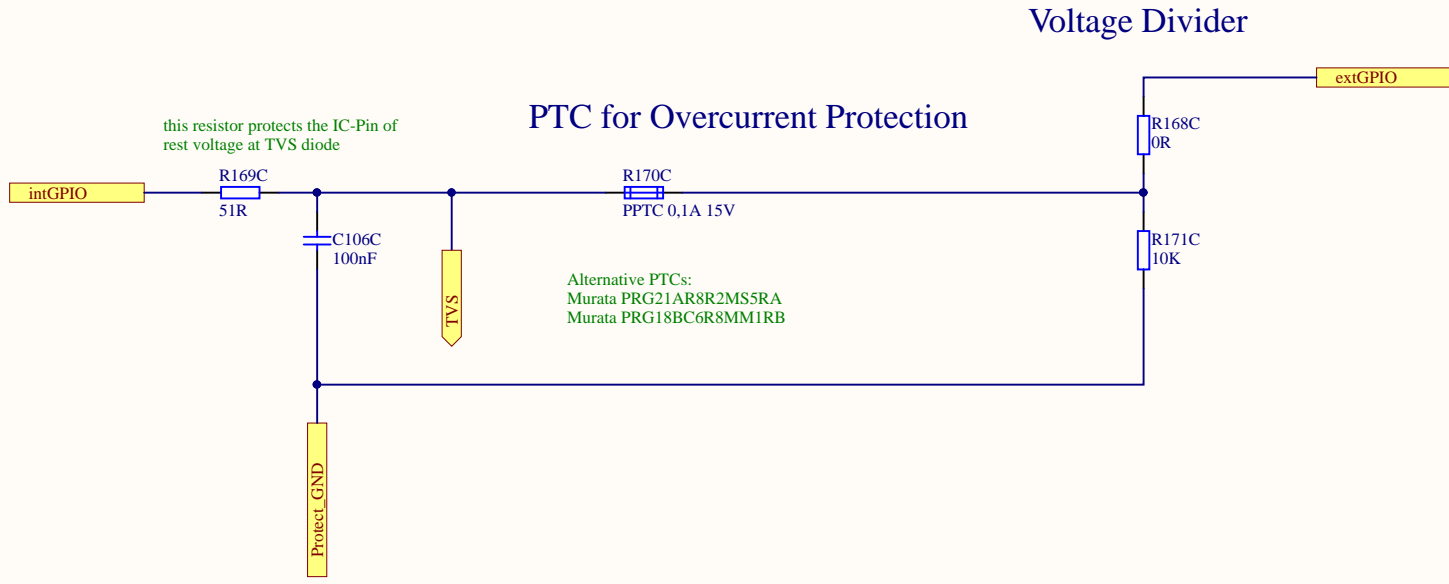 Voltage Divider
extGPIO
PTC for Overcurrent Protection
this resistor protects the IC-Pin of
rest voltage at TVS diode
R168C
0R
R169C
R170C
intGPIO
51R
PPTC 0,1A 15V
C106C
100nF
R171C
10K
TVS
Alternative PTCs:
Murata PRG21AR8R2MS5RA
Murata PRG18BC6R8MM1RB
Protect_GND